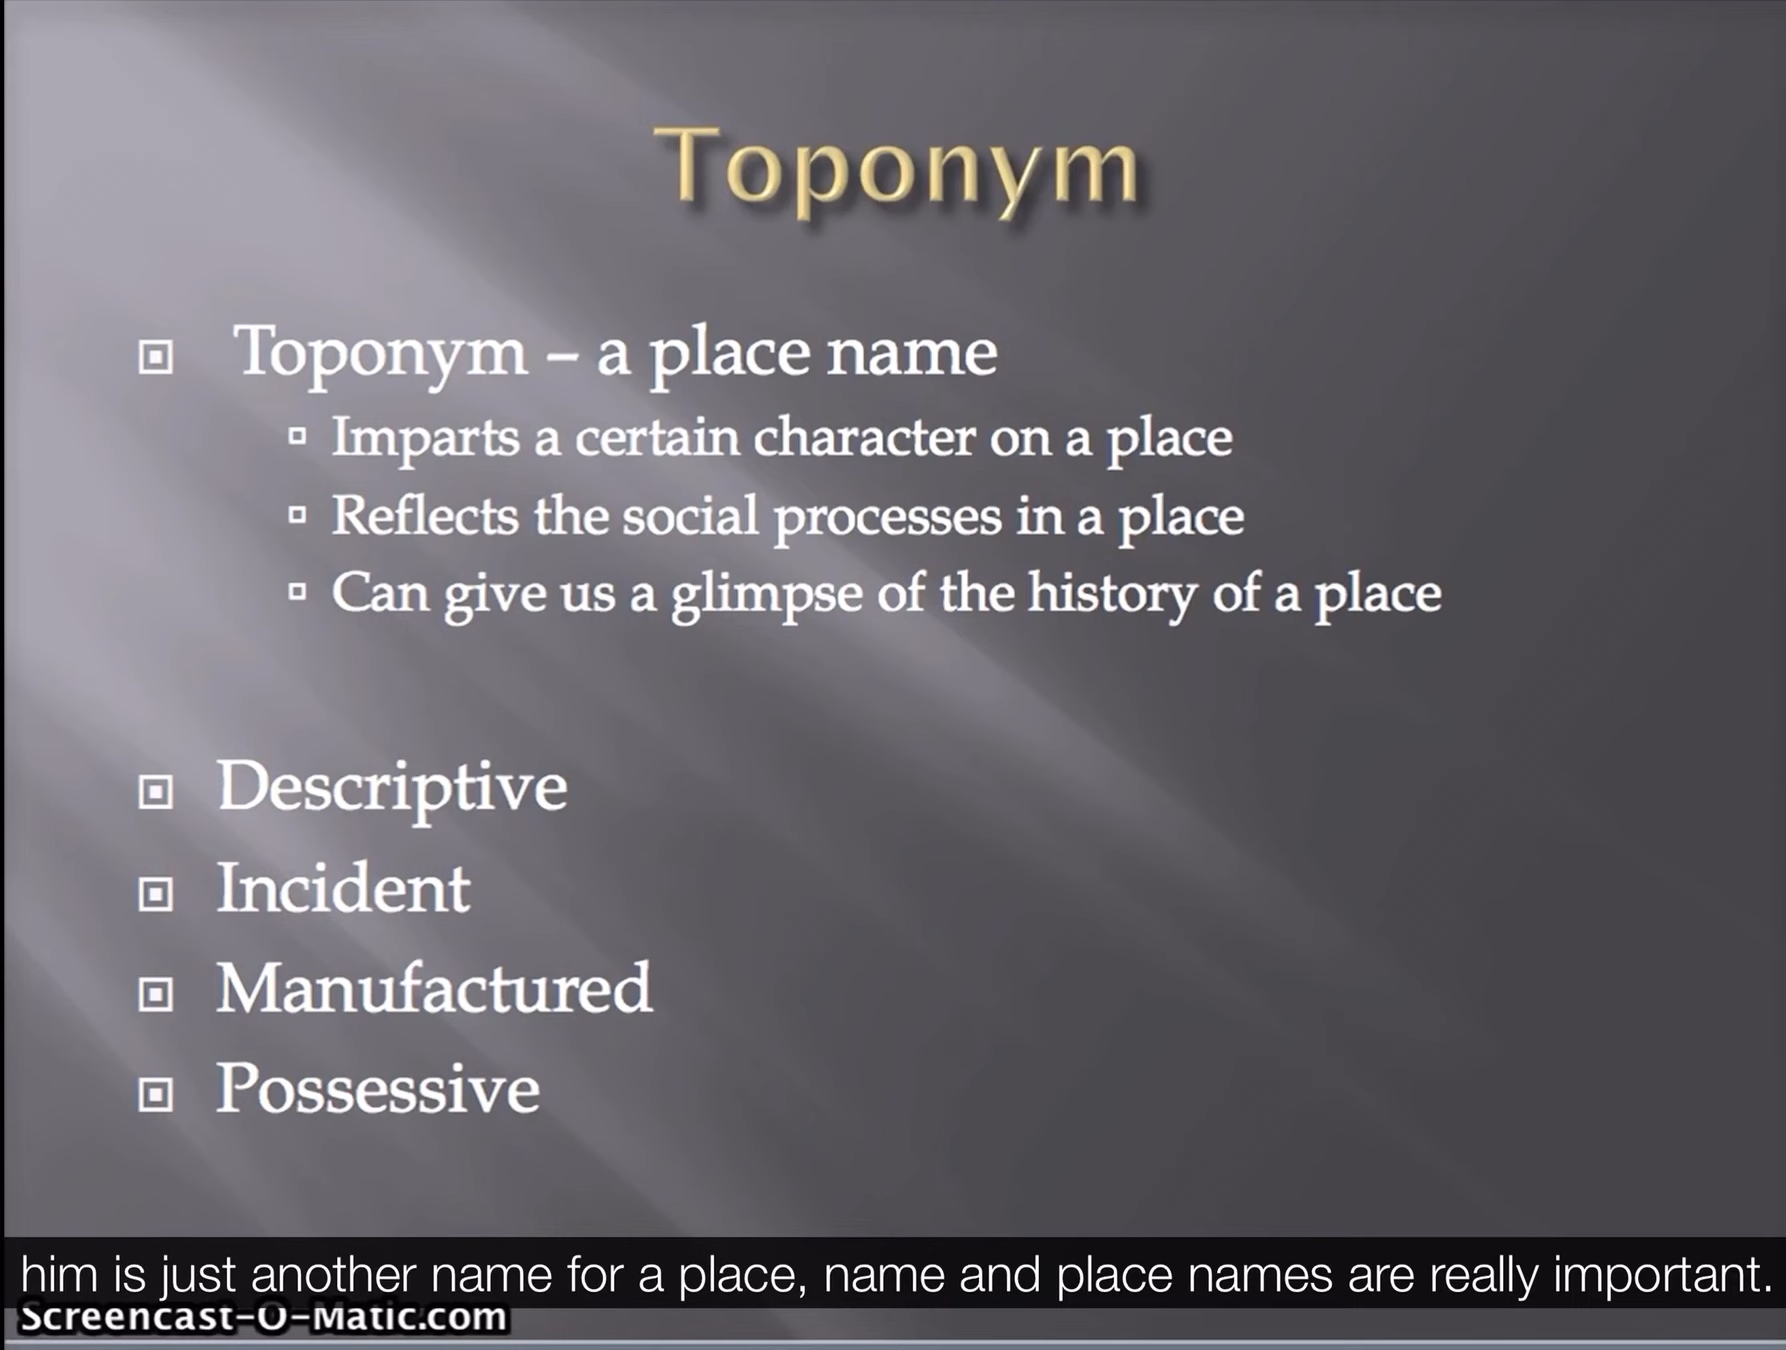 Toponym
Toponym – a place name
Imparts a certain character on a place
Reflects the social processes in a place
Can give us a glimpse of the history of a place
Descriptive
Incident
Manufactured
Possessive
him is just another name for a place, name and place names are really important.
Screencast-O-Matic.com